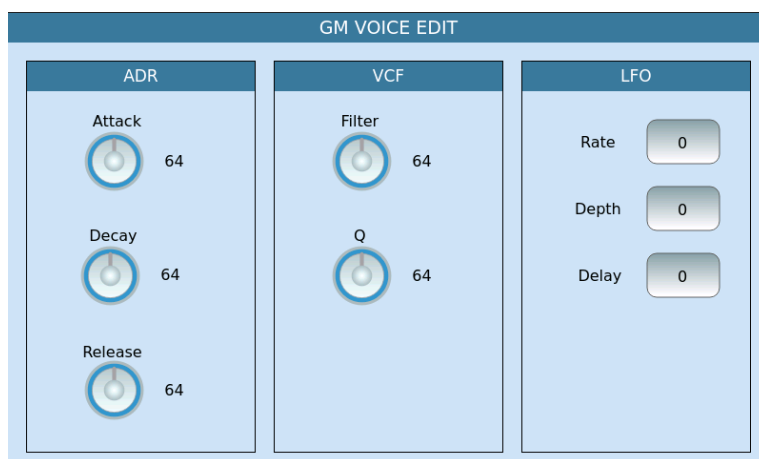 GM VOICE EDIT
ADR
Attack
64
Decay
64
Release
64
VCF
Filter
64
Q
64
LFO
Rate 0
Depth 0
Delay 0